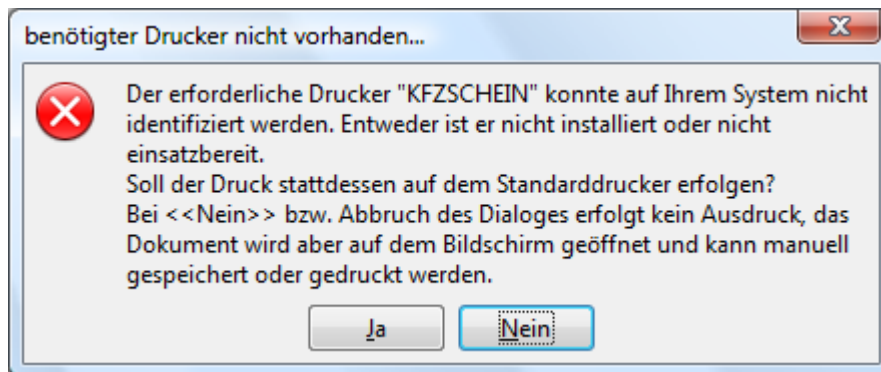 benötigter Drucker nicht vorhanden...
Der erforderliche Drucker "KFZSCHEIN" konnte auf Ihrem System nicht
identifiziert werden. Entweder ist er nicht installiert oder nicht
einsatzbereit.
Soll der Druck stattdessen auf dem Standarddrucker erfolgen?
Bei <<Nein>> bzw. Abbruch des Dialoges erfolgt kein Ausdruck, das
Dokument wird aber auf dem Bildschirm geöffnet und kann manuell
gespeichert oder gedruckt werden.
Ja
Nein